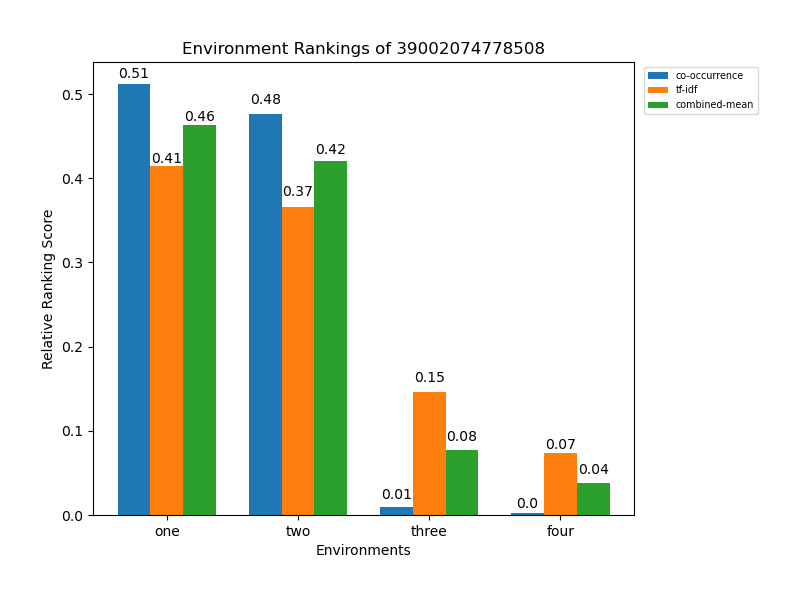 Environment Rankings of 39002074778508
co-occurrence
tf-idf
combined-mean
0.51
0.41
0.46
0.48
0.37
0.42
0.01
0.15
0.08
0.0
0.07
0.04
Relative Ranking Score
0.5
0.4
0.3
0.2
0.1
0.0
one two three four
Environments